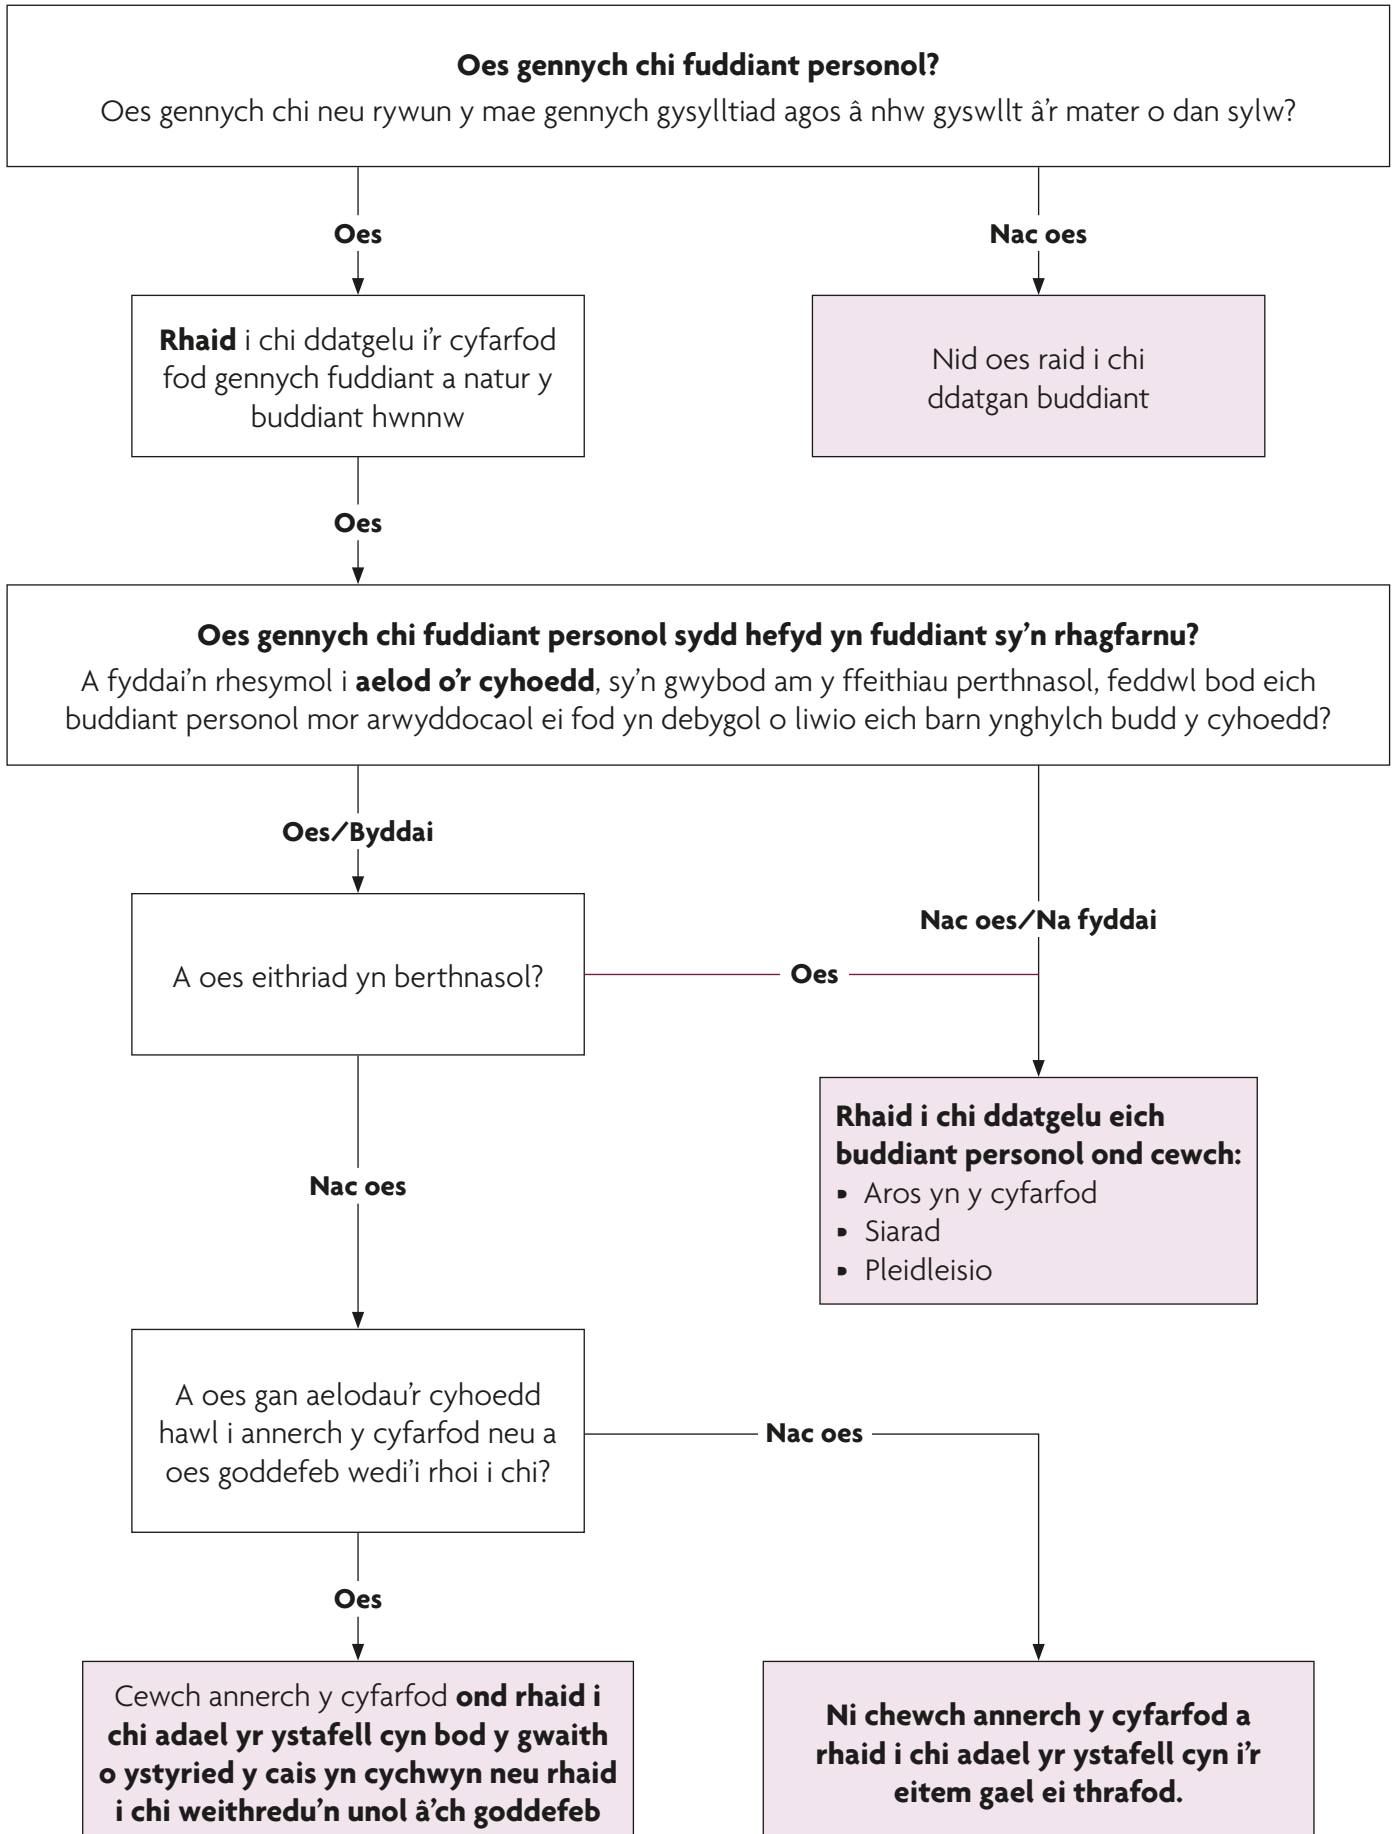 Oes gennych chi fuddiant personol?
Oes gennych chi neu rywun y mae gennych gysylltiad agos â nhw gyswllt â'r mater o dan sylw?
Oes
Nac oes
Rhaid i chi ddatgelu i'r cyfarfod
fod gennych fuddiant a natur y
buddiant hwnnw
Nid oes raid i chi
ddatgan buddiant
Oes
Oes gennych chi fuddiant personol sydd hefyd yn fuddiant sy'n rhagfarnu?
A fyddai'n rhesymol i aelod o'r cyhoedd, sy'n gwybod am y ffeithiau perthnasol, feddwl bod eich
buddiant personol mor arwyddocaol ei fod yn debygol o liwio eich barn ynghylch budd y cyhoedd?
Oes/Byddai
Nac oes/Na fyddai
A oes eithriad yn berthnasol?
Oes
Rhaid i chi ddatgelu eich
buddiant personol ond cewch:
Aros yn y cyfarfod
Siarad
Pleidleisio
Nac oes
A oes gan aelodau'r cyhoedd
hawl i annerch y cyfarfod neu a
oes goddefeb wedi'i rhoi i chi?
Nac oes
Oes
Cewch annerch y cyfarfod ond rhaid i
chi adael yr ystafell cyn bod y gwaith
o ystyried y cais yn cychwyn neu rhaid
i chi weithredu'n unol â'ch goddefeb
Ni chewch annerch y cyfarfod a
rhaid i chi adael yr ystafell cyn i'r
eitem gael ei thrafod.